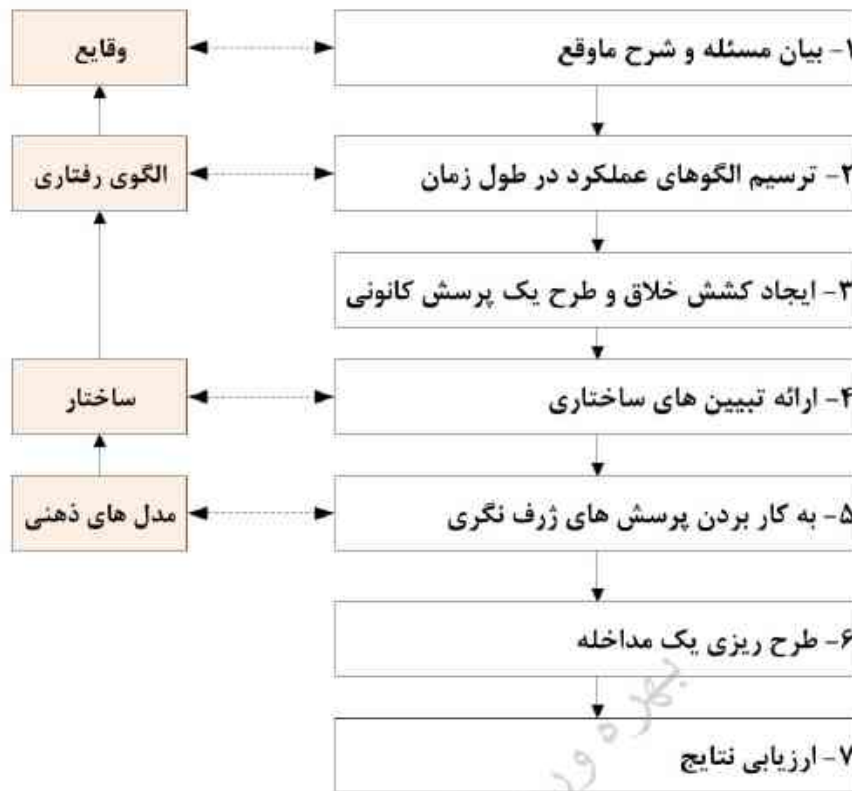 ۱- بیان مسئله و شرح ماوقع
وقایع
۲- ترسیم الگوهای عملکرد در طول زمان
الگوی رفتاری
۳- ایجاد کشش خلاق و طرح یک پرسش کانونی
۴- ارائه تبیین های ساختاری
ساختار
۵- به کار بردن پرسش های ژرف نگری
مدل های ذهنی
۶- طرح ریزی یک مداخله
۷- ارزیابی نتایج
بهره ور